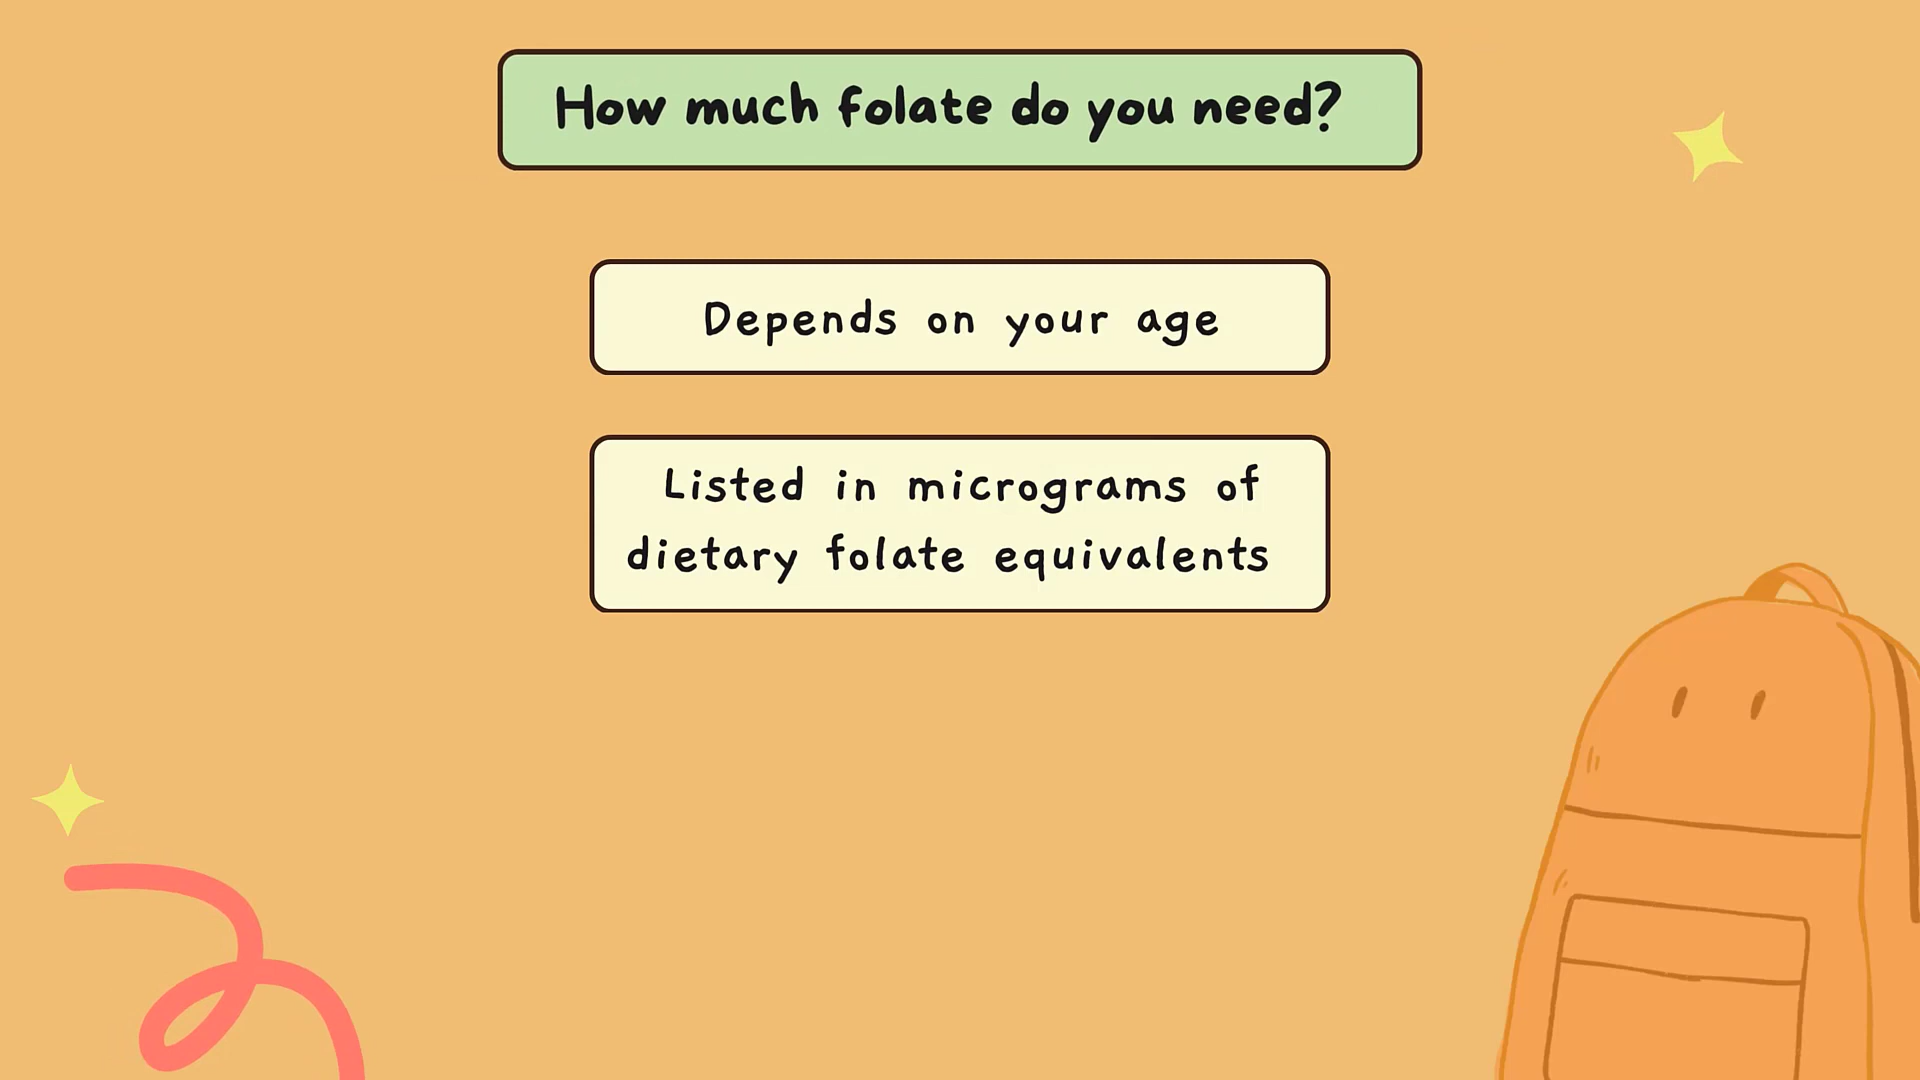 How much folate do you need?
Depends on your age
Listed in micrograms of
dietary folate equivalents